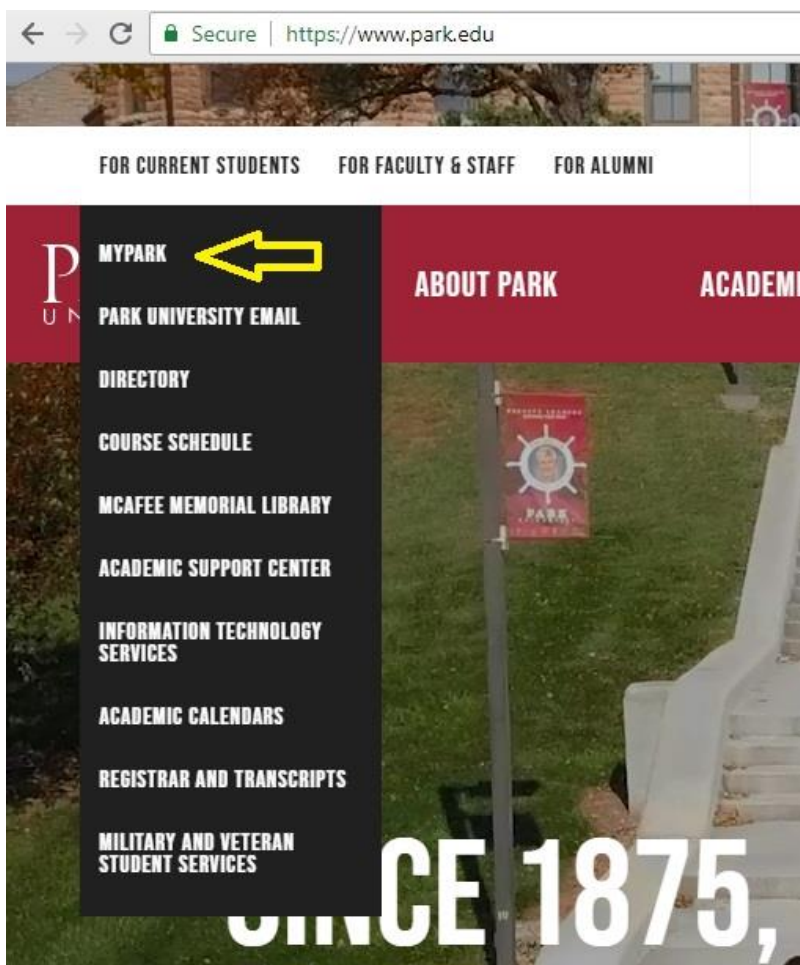 Secure | https://www.park.edu
FOR CURRENT STUDENTS FOR FACULTY & STAFF FOR ALUMNI
MYPARK
ABOUT PARK
PARK UNIVERSITY EMAIL
DIRECTORY
COURSE SCHEDULE
MCAFEE MEMORIAL LIBRARY
PARK
ACADEMIC SUPPORT CENTER
INFORMATION TECHNOLOGY
SERVICES
ACADEMIC CALENDARS
REGISTRAR AND TRANSCRIPTS
MILITARY AND VETERAN
STUDENT SERVICES
SINCE 1875,